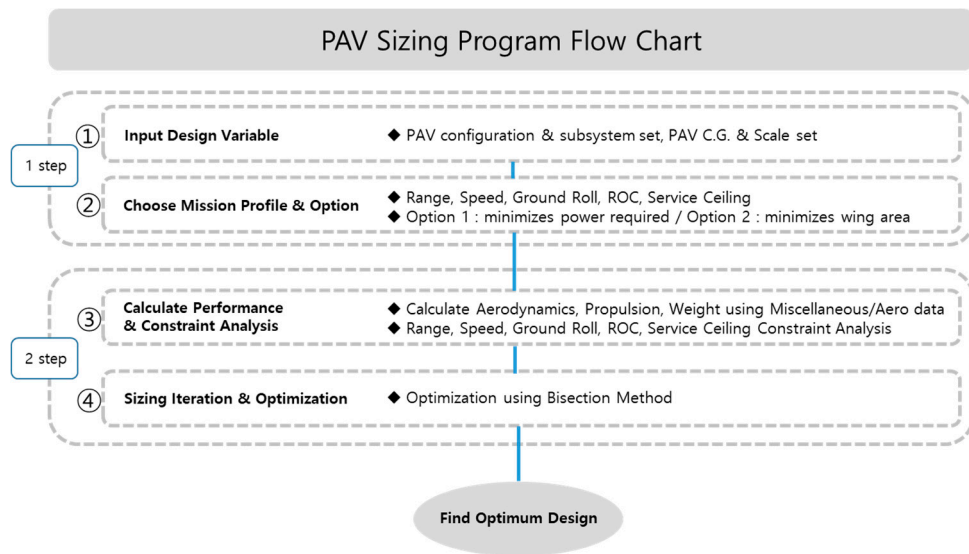 PAV Sizing Program Flow Chart
1 step
① Input Design Variable ◆ PAV configuration & subsystem set, PAV C.G. & Scale set
② Choose Mission Profile & Option ◆ Range, Speed, Ground Roll, ROC, Service Ceiling
◆ Option 1 : minimizes power required / Option 2 : minimizes wing area
2 step
③ Calculate Performance
& Constraint Analysis
◆ Calculate Aerodynamics, Propulsion, Weight using Miscellaneous/Aero data
◆ Range, Speed, Ground Roll, ROC, Service Ceiling Constraint Analysis
④ Sizing Iteration & Optimization ◆ Optimization using Bisection Method
Find Optimum Design